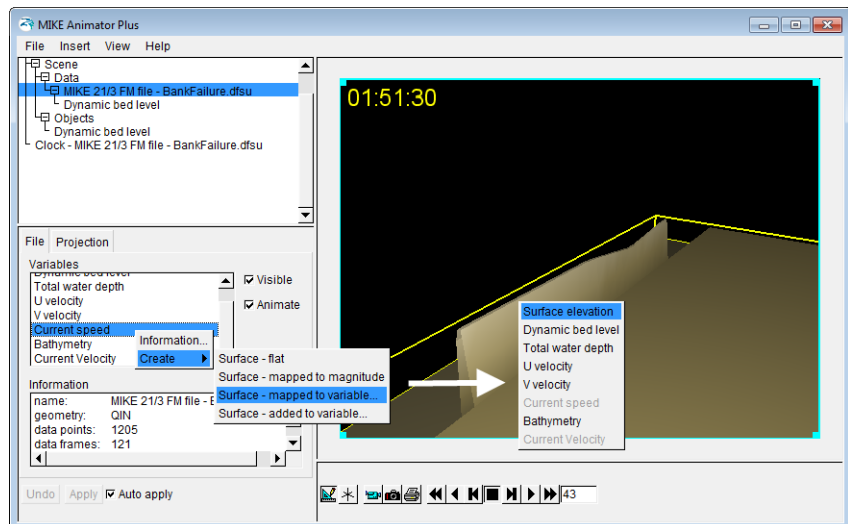 MIKE Animator Plus
File Insert View Help
Scene
Data
MIKE 21/3 FM file - BankFailure.dfsu
Dynamic bed level
Objects
Dynamic bed level
Clock - MIKE 21/3 FM file - BankFailure.dfsu
01:51:30
File Projection
Variables
Dynamic bed level
Total water depth
U velocity
V velocity
Current speed
Bathymetry
Current Velocity
Visible
Animate
Information...
Create
Surface - flat
Surface - mapped to magnitude
Surface - mapped to variable...
Surface - added to variable...
Surface elevation
Dynamic bed level
Total water depth
U velocity
V velocity
Current speed
Bathymetry
Current Velocity
Information
name: MIKE 21/3 FM file - 
geometry: QIN
data points: 1205
data frames: 121
Undo Apply Auto apply
43